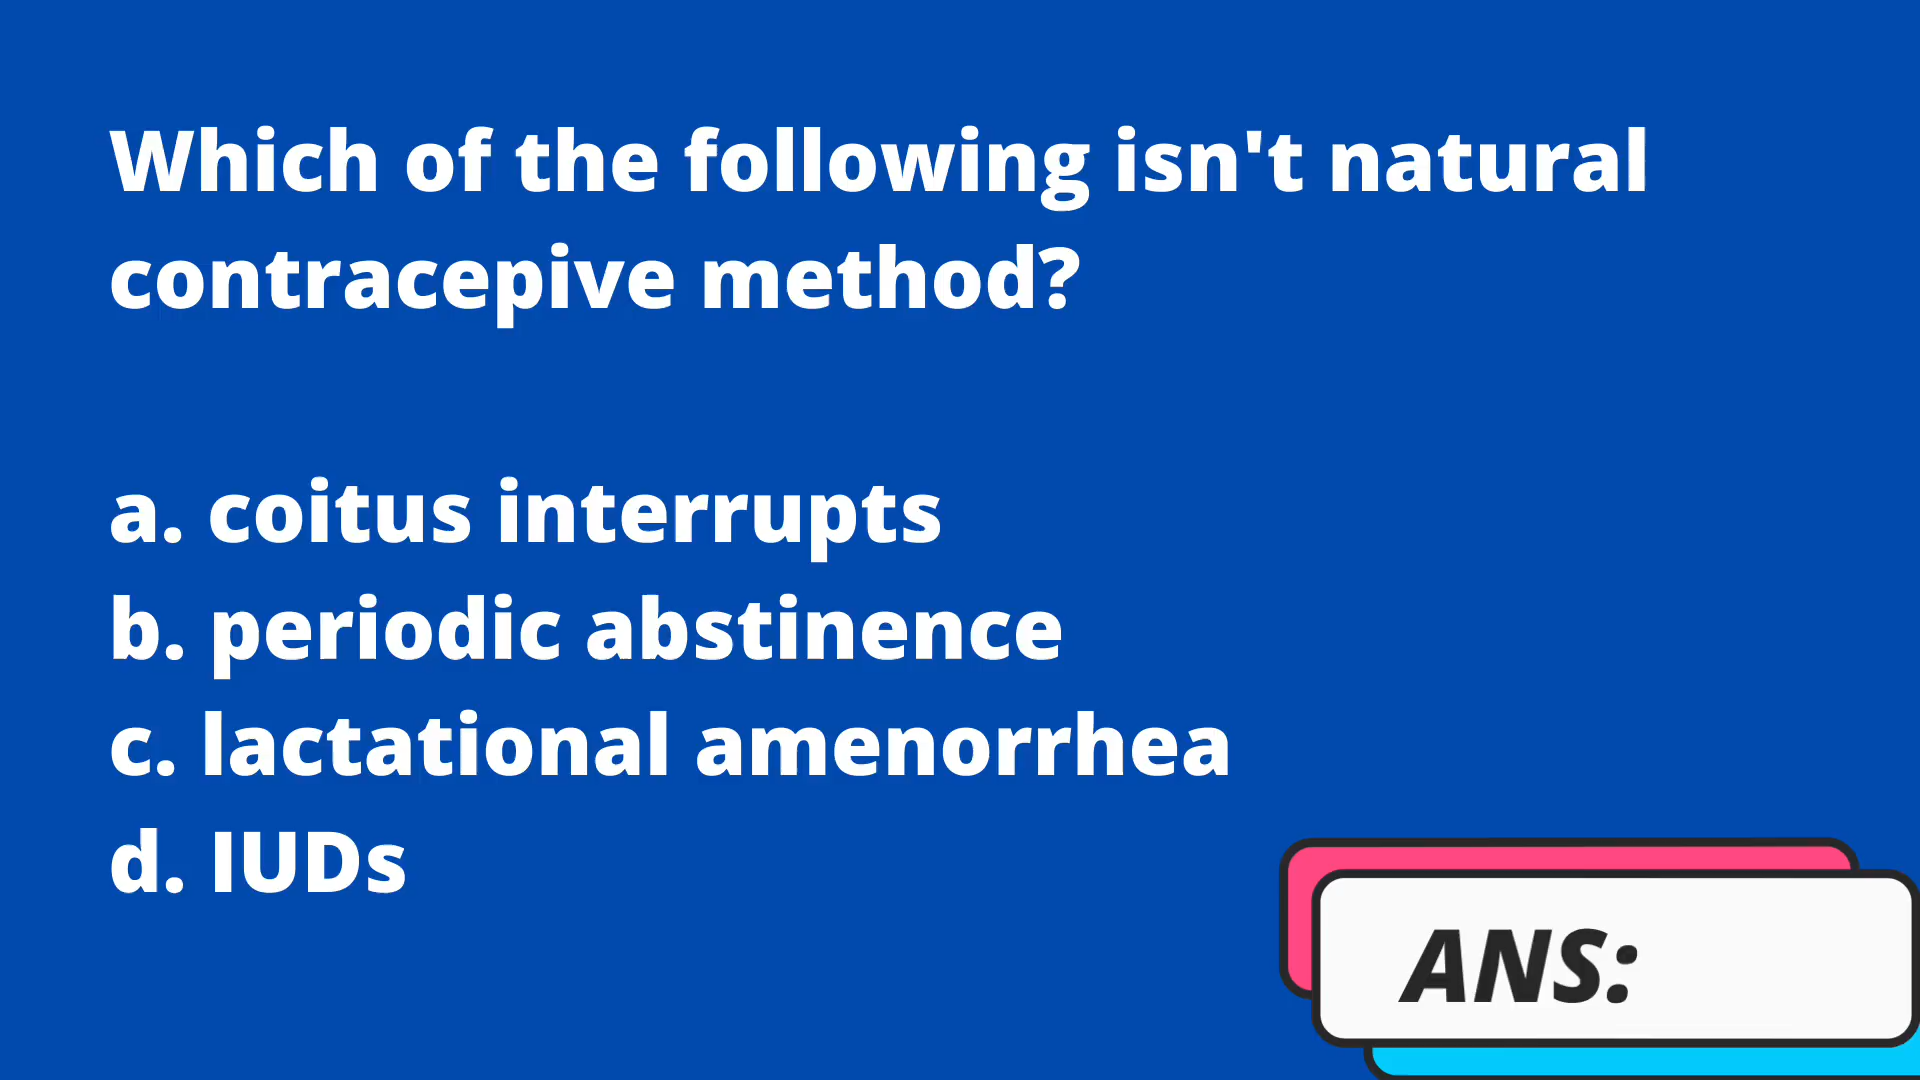 Which of the following isn't natural
contracepive method?
a. coitus interrupts
b. periodic abstinence
c. lactational amenorrhea
d. IUDs
ANS: